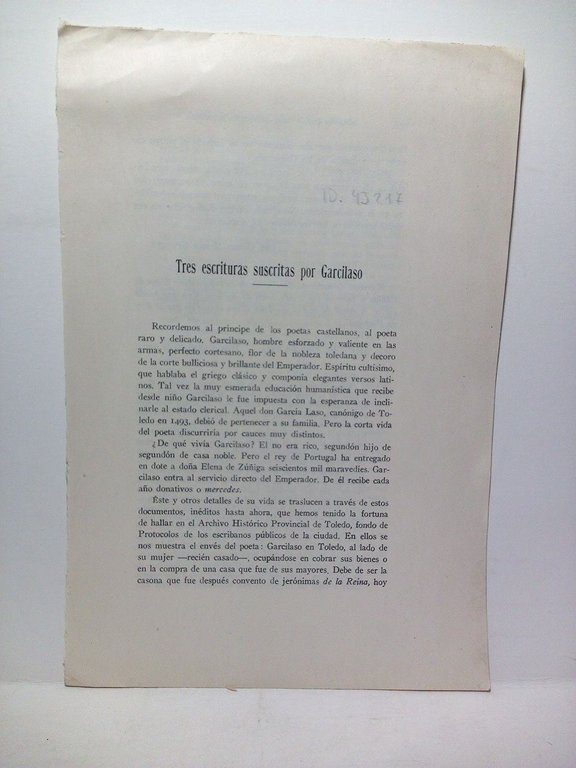 ID. 43217
Tres escrituras suscritas por Garcilaso
Recordemos al príncipe de los poetas castellanos, al poeta
raro y delicado. Garcilaso, hombre esforzado y valiente en las
armas, perfecto cortesano, flor de la nobleza toledana y decoro
de la corte bulliciosa y brillante del Emperador. Espíritu cultísimo,
que hablaba el griego clásico y componía elegantes versos lati-
nos. Tal vez la muy esmerada educación humanística que recibe
desde niño Garcilaso le fue impuesta con la esperanza de incli-
narle al estado clerical. Aquel don García Laso, canónigo de To-
ledo en 1493, debió de pertenecer a su familia. Pero la corta vida
del poeta discurriría por cauces muy distintos.
¿De qué vivía Garcilaso? El no era rico, segundón hijo de
segundón de casa noble. Pero el rey de Portugal ha entregado
en dote a doña Elena de Zúñiga seiscientos mil maravedíes. Gar-
cilaso entra al servicio directo del Emperador. De él recibe cada
año donativos o mercedes.
Éste y otros detalles de su vida se traslucen a través de estos
documentos, inéditos hasta ahora, que hemos tenido la fortuna
de hallar en el Archivo Histórico Provincial de Toledo, fondo de
Protocolos de los escribanos públicos de la ciudad. En ellos se
nos muestra el envés del poeta: Garcilaso en Toledo, al lado de
su mujer —recién casado—, ocupándose en cobrar sus bienes o
en la compra de una casa que fue de sus mayores. Debe de ser la
casona que fue después convento de jerónimas de la Reina, hoy